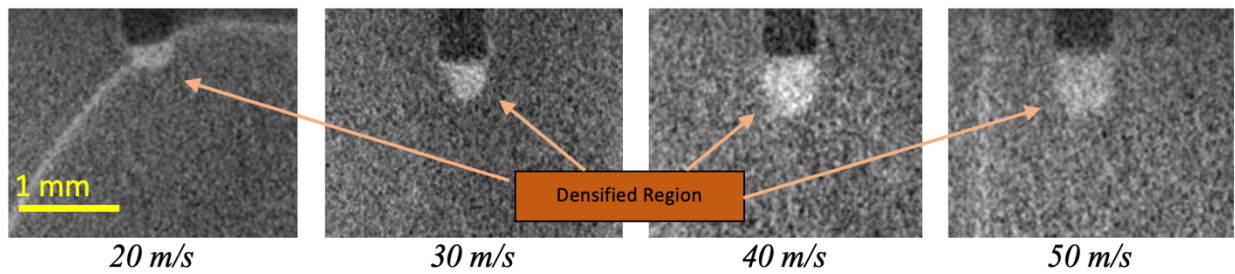 1 mm
Densified Region
20 m/s
30 m/s
40 m/s
50 m/s